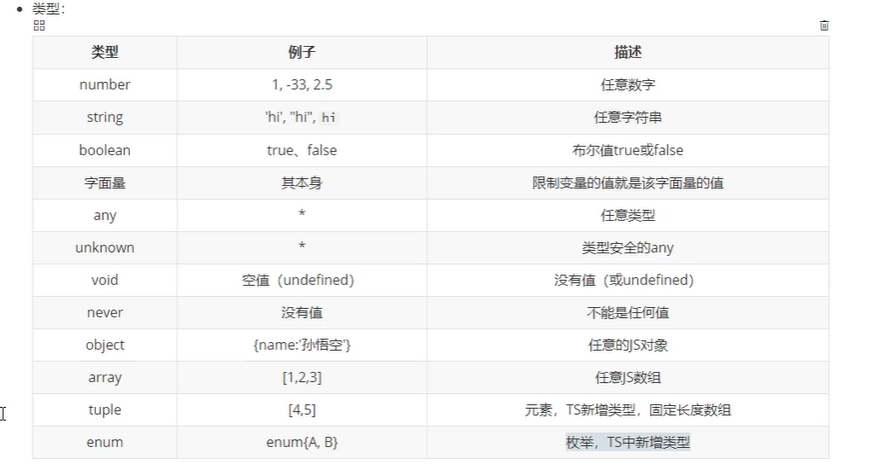 类型：
类型 例子 描述
number 1, -33, 2.5 任意数字
string 'hi', "hi", hi 任意字符串
boolean true、false 布尔值true或false
字面量 其本身 限制变量的值就是该字面量的值
any * 任意类型
unknown * 类型安全的any
void 空值（undefined） 没有值（或undefined）
never 没有值 不能是任何值
object {name:'孙悟空'} 任意的JS对象
array [1,2,3] 任意JS数组
tuple [4,5] 元素，TS新增类型，固定长度数组
enum enum{A, B} 枚举，TS中新增类型